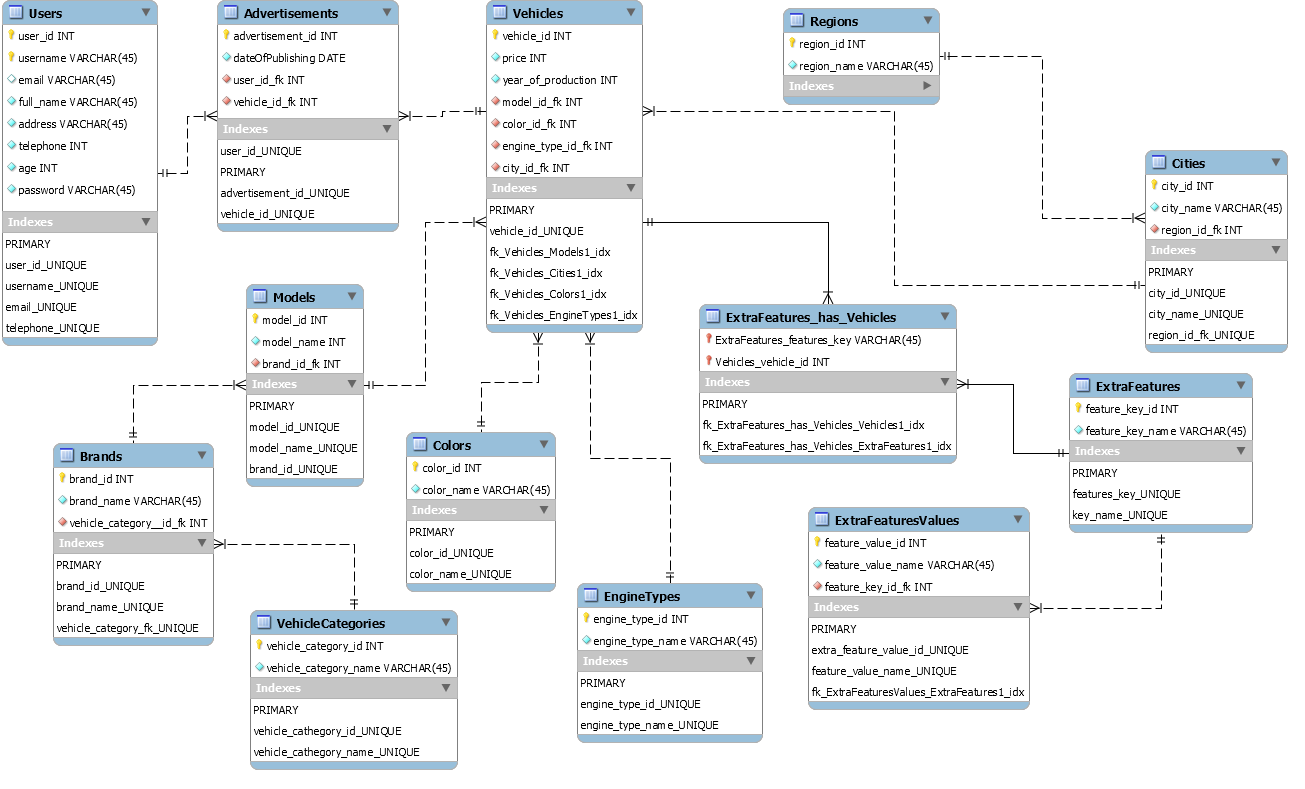 Users
user_id INT
username VARCHAR(45)
email VARCHAR(45)
full_name VARCHAR(45)
address VARCHAR(45)
telephone INT
age INT
password VARCHAR(45)
Indexes
PRIMARY
user_id_UNIQUE
username_UNIQUE
email_UNIQUE
telephone_UNIQUE
Advertisements
advertisement_id INT
dateOfPublishing DATE
user_id_fk INT
vehicle_id_fk INT
Indexes
user_id_UNIQUE
PRIMARY
advertisement_id_UNIQUE
vehicle_id_UNIQUE
Vehicles
vehicle_id INT
price INT
year_of_production INT
model_id_fk INT
color_id_fk INT
engine_type_id_fk INT
city_id_fk INT
Indexes
PRIMARY
vehicle_id_UNIQUE
fk_Vehicles_Models1_idx
fk_Vehicles_Cities1_idx
fk_Vehicles_Colors1_idx
fk_Vehicles_EngineTypes1_idx
Regions
region_id INT
region_name VARCHAR(45)
Indexes
Cities
city_id INT
city_name VARCHAR(45)
region_id_fk INT
Indexes
PRIMARY
city_id_UNIQUE
city_name_UNIQUE
region_id_fk_UNIQUE
Models
model_id INT
model_name INT
brand_id_fk INT
Indexes
PRIMARY
model_id_UNIQUE
model_name_UNIQUE
brand_id_UNIQUE
ExtraFeatures_has_Vehicles
ExtraFeatures_features_key VARCHAR(45)
Vehicles_vehicle_id INT
Indexes
PRIMARY
fk_ExtraFeatures_has_Vehicles_Vehicles1_idx
fk_ExtraFeatures_has_Vehicles_ExtraFeatures1_idx
ExtraFeatures
feature_key_id INT
feature_key_name VARCHAR(45)
Indexes
PRIMARY
features_key_UNIQUE
key_name_UNIQUE
Brands
brand_id INT
brand_name VARCHAR(45)
vehicle_category__id_fk INT
Indexes
PRIMARY
brand_id_UNIQUE
brand_name_UNIQUE
vehicle_category_fk_UNIQUE
Colors
color_id INT
color_name VARCHAR(45)
Indexes
PRIMARY
color_id_UNIQUE
color_name_UNIQUE
ExtraFeaturesValues
feature_value_id INT
feature_value_name VARCHAR(45)
feature_key_id_fk INT
Indexes
PRIMARY
extra_feature_value_id_UNIQUE
feature_value_name_UNIQUE
fk_ExtraFeaturesValues_ExtraFeatures1_idx
EngineTypes
engine_type_id INT
engine_type_name VARCHAR(45)
Indexes
PRIMARY
engine_type_id_UNIQUE
engine_type_name_UNIQUE
VehicleCategories
vehicle_category_id INT
vehicle_category_name VARCHAR(45)
Indexes
PRIMARY
vehicle_cathegory_id_UNIQUE
vehicle_cathegory_name_UNIQUE